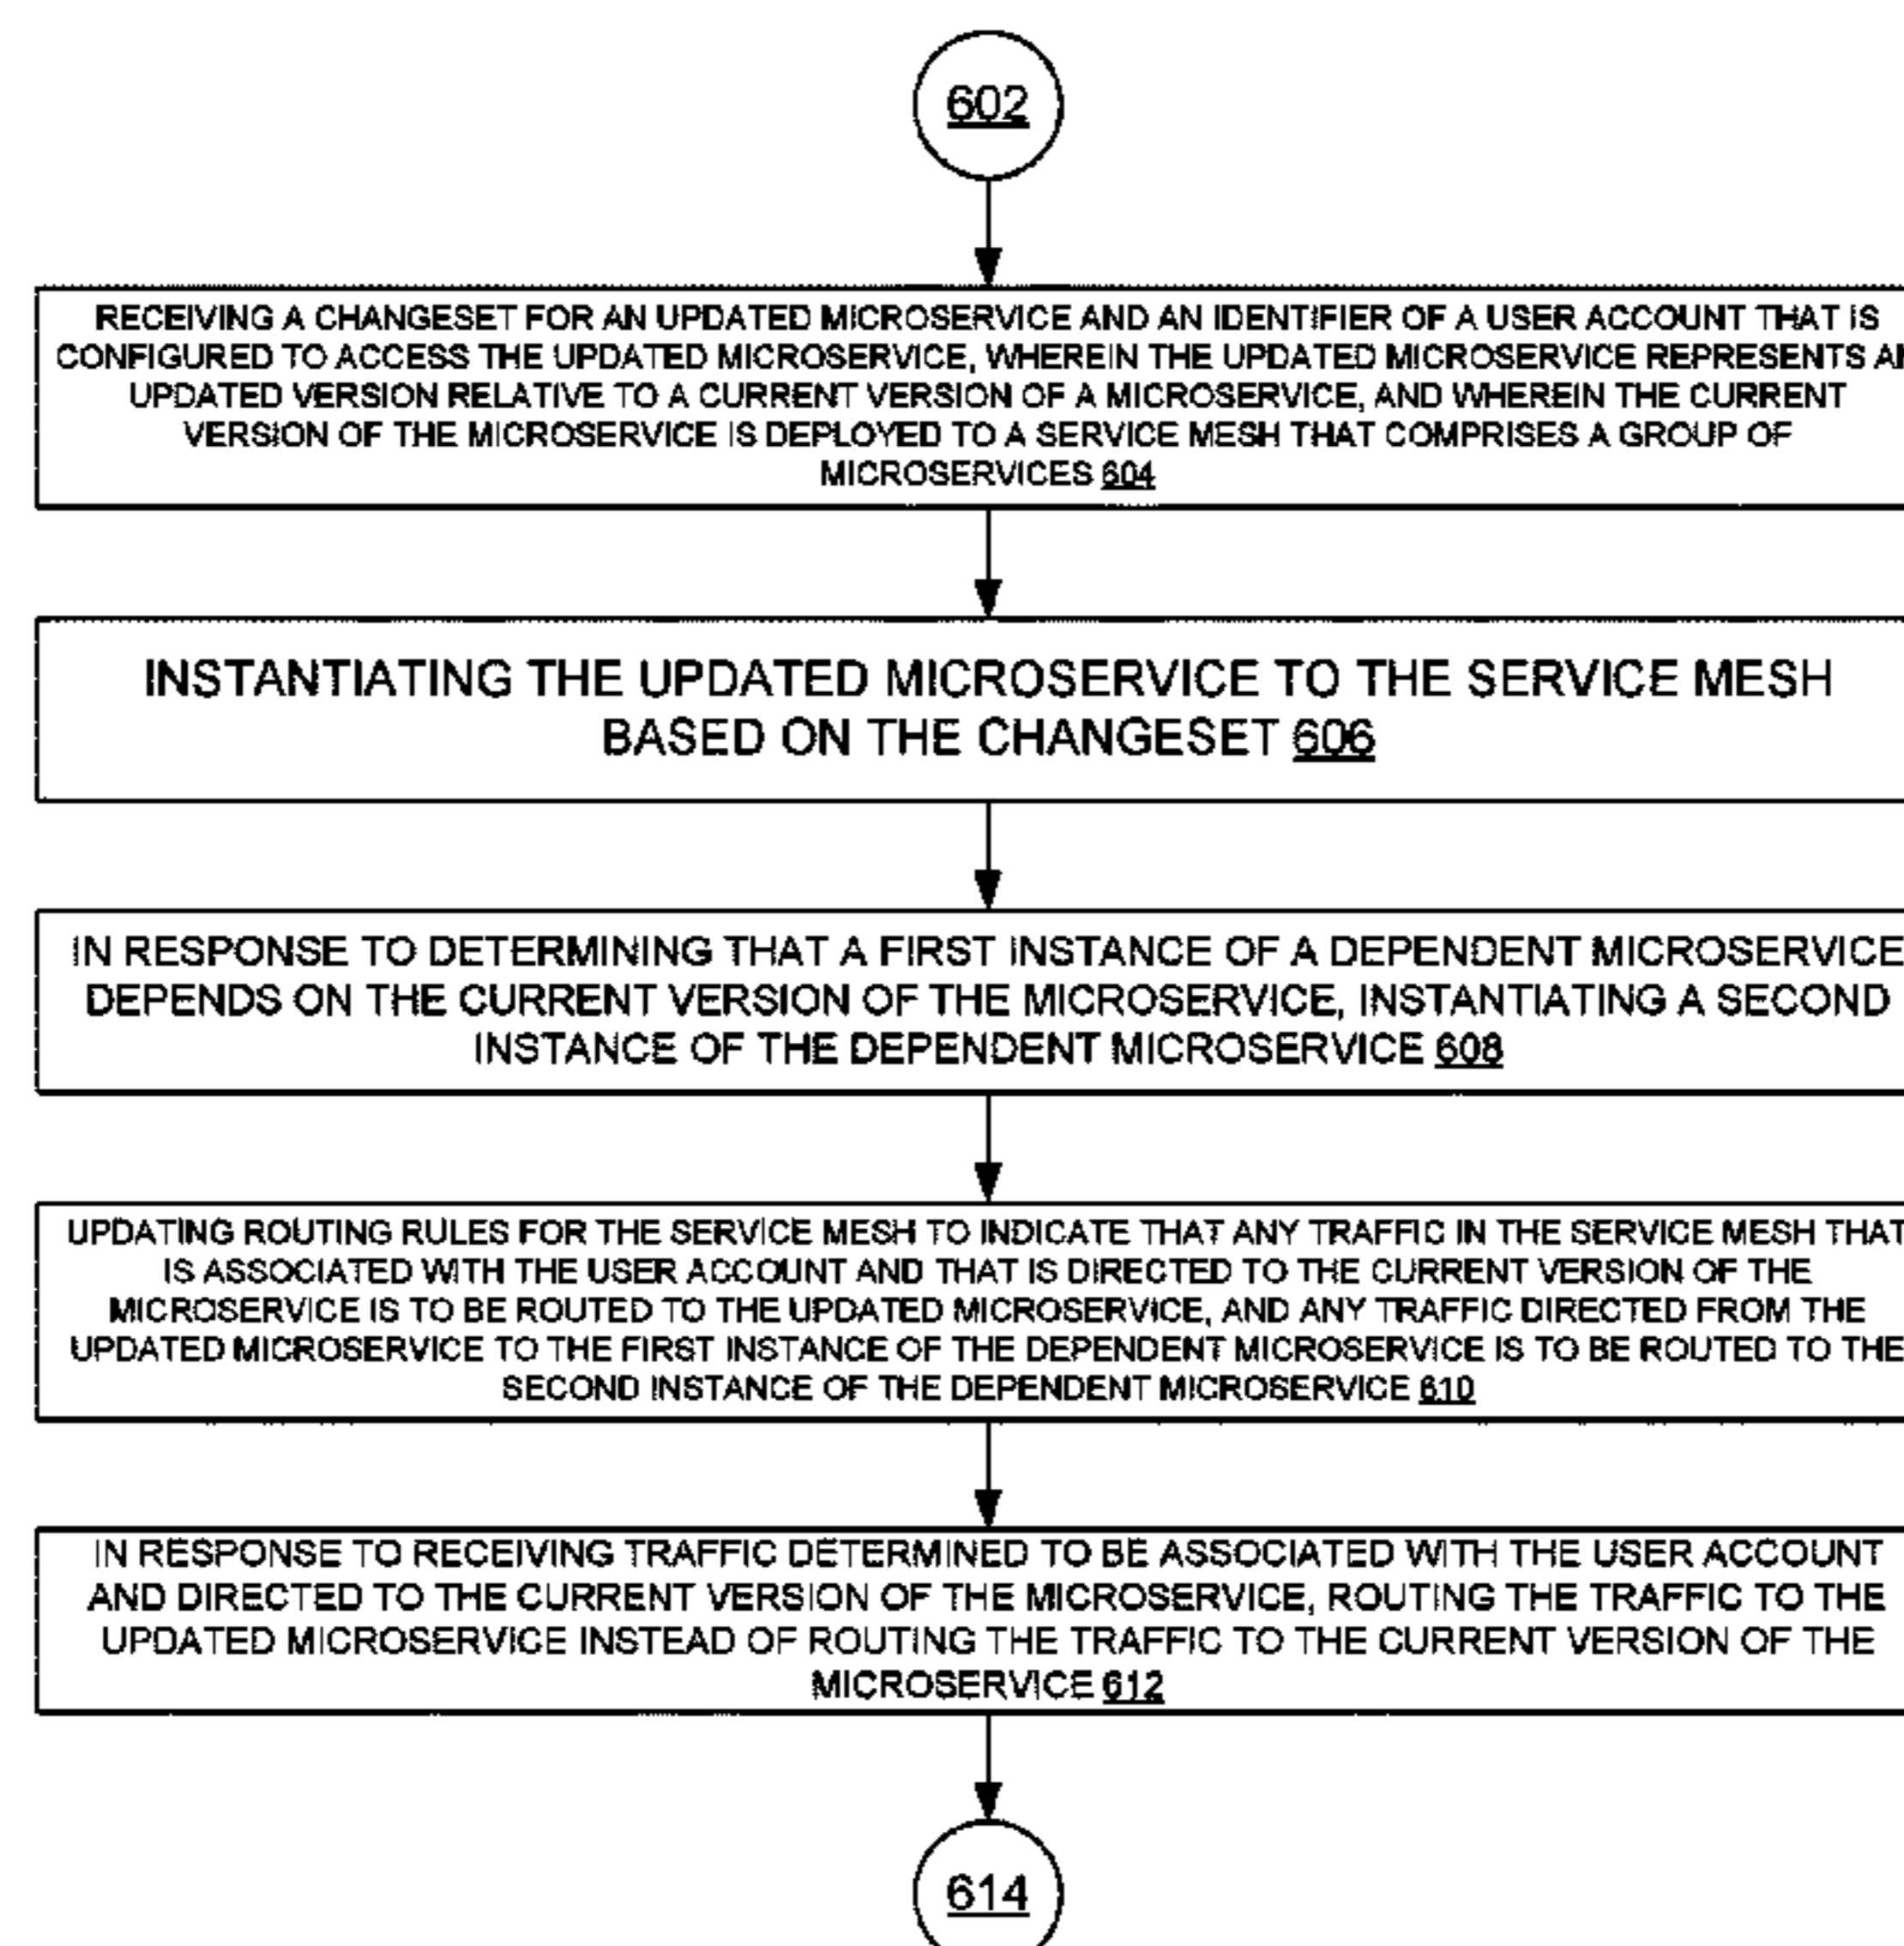 602
RECEIVING A CHANGESET FOR AN UPDATED MICROSERVICE AND AN IDENTIFIER OF A USER ACCOUNT THAT IS
CONFIGURED TO ACCESS THE UPDATED MICROSERVICE, WHEREIN THE UPDATED MICROSERVICE REPRESENTS AN
UPDATED VERSION RELATIVE TO A CURRENT VERSION OF A MICROSERVICE, AND WHEREIN THE CURRENT
VERSION OF THE MICROSERVICE IS DEPLOYED TO A SERVICE MESH THAT COMPRISES A GROUP OF
MICROSERVICES 604
INSTANTIATING THE UPDATED MICROSERVICE TO THE SERVICE MESH
BASED ON THE CHANGESET 606
IN RESPONSE TO DETERMINING THAT A FIRST INSTANCE OF A DEPENDENT MICROSERVICE
DEPENDS ON THE CURRENT VERSION OF THE MICROSERVICE, INSTANTIATING A SECOND
INSTANCE OF THE DEPENDENT MICROSERVICE 608
UPDATING ROUTING RULES FOR THE SERVICE MESH TO INDICATE THAT ANY TRAFFIC IN THE SERVICE MESH THAT
IS ASSOCIATED WITH THE USER ACCOUNT AND THAT IS DIRECTED TO THE CURRENT VERSION OF THE
MICROSERVICE IS TO BE ROUTED TO THE UPDATED MICROSERVICE, AND ANY TRAFFIC DIRECTED FROM THE
UPDATED MICROSERVICE TO THE FIRST INSTANCE OF THE DEPENDENT MICROSERVICE IS TO BE ROUTED TO THE
SECOND INSTANCE OF THE DEPENDENT MICROSERVICE 610
IN RESPONSE TO RECEIVING TRAFFIC DETERMINED TO BE ASSOCIATED WITH THE USER ACCOUNT
AND DIRECTED TO THE CURRENT VERSION OF THE MICROSERVICE, ROUTING THE TRAFFIC TO THE
UPDATED MICROSERVICE INSTEAD OF ROUTING THE TRAFFIC TO THE CURRENT VERSION OF THE
MICROSERVICE 612
614